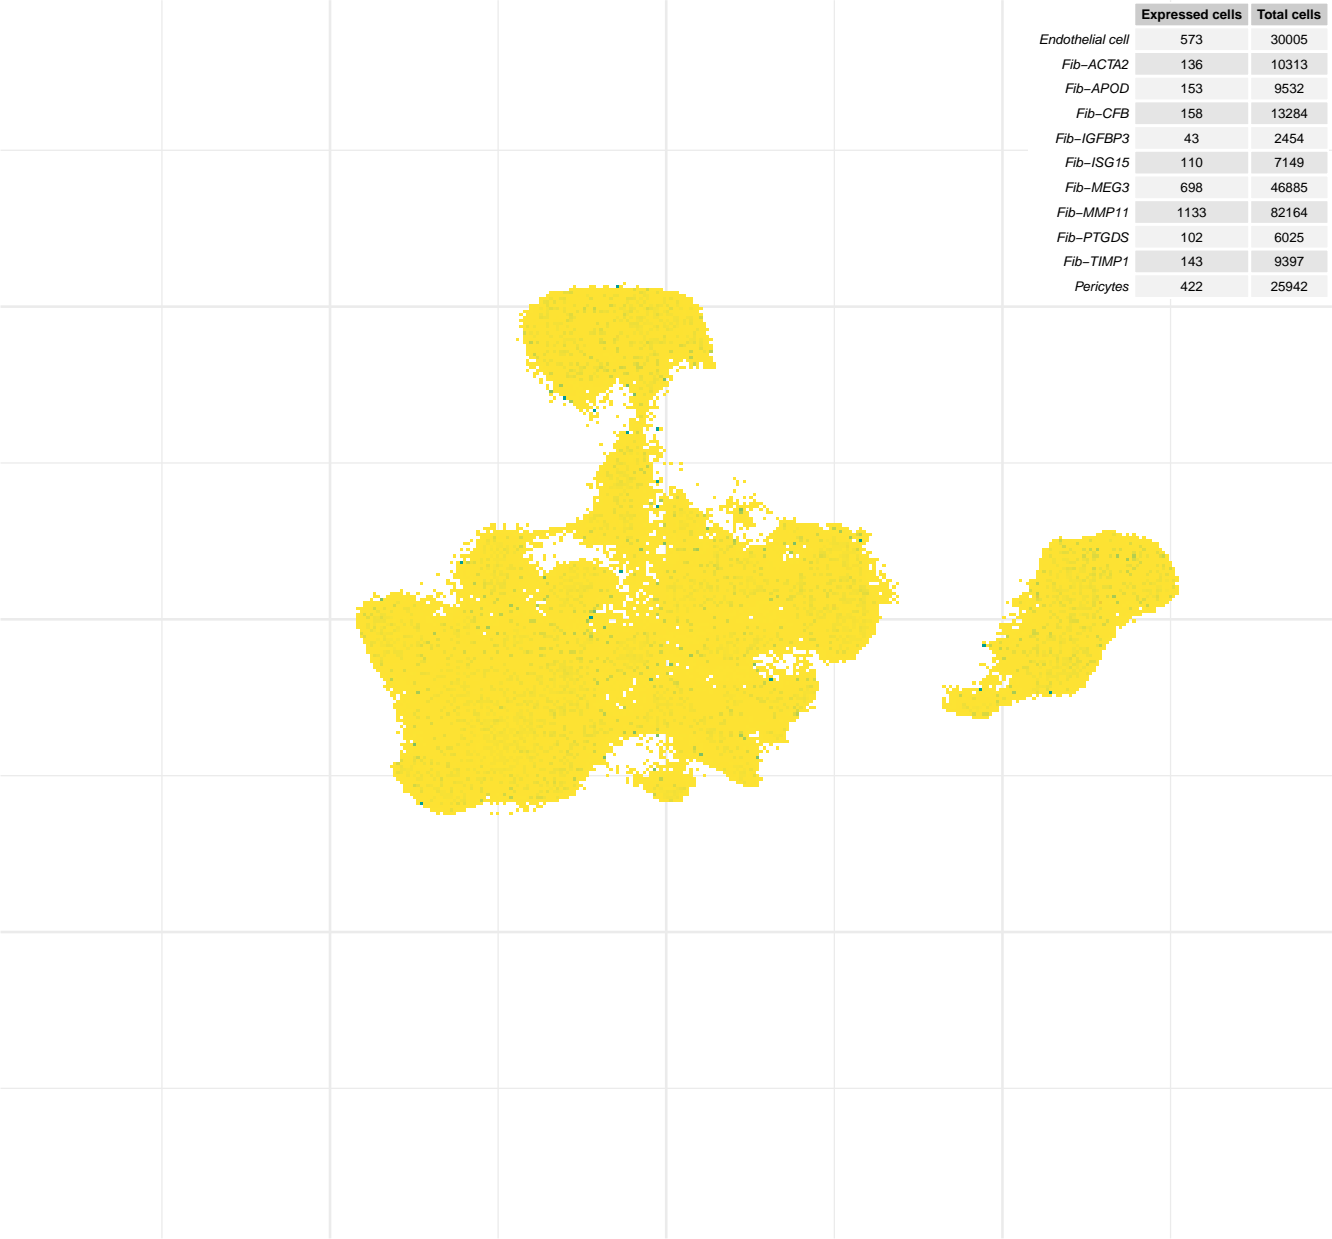 Expressed cells Total cells
Endothelial cell 573 30005
Fib−ACTA2 136 10313
Fib−APOD 153 9532
Fib−CFB 158 13284
Fib−IGFBP3 43 2454
Fib−ISG15 110 7149
Fib−MEG3 698 46885
Fib−MMP11 1133 82164
Fib−PTGDS 102 6025
Fib−TIMP1 143 9397
Pericytes 422 25942